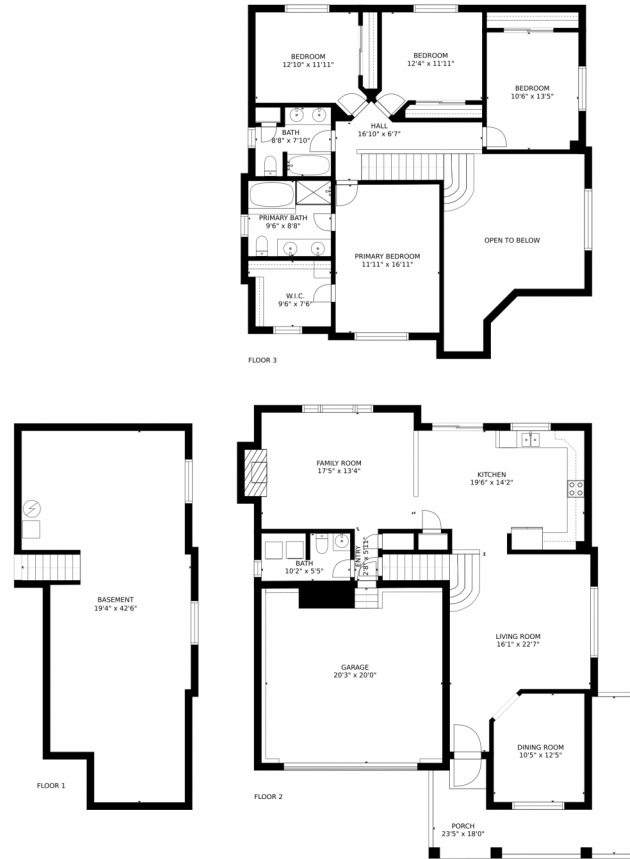 BEDROOM
12'10" x 11'11"
BEDROOM
12'4" x 11'11"
BEDROOM
10'6" x 13'5"
HALL
16'10" x 6'7"
BATH
8'8" x 7'10"
PRIMARY BATH
9'6" x 8'8"
OPEN TO BELOW
PRIMARY BEDROOM
11'11" x 16'11"
W.I.C.
9'6" x 7'6"
FLOOR 3
FAMILY ROOM
17'5" x 13'4"
KITCHEN
19'6" x 14'2"
ENTRY
2'8" x 5'11"
BATH
10'2" x 5'5"
BASEMENT
19'4" x 42'6"
LIVING ROOM
16'1" x 22'7"
GARAGE
20'3" x 20'0"
DINING ROOM
10'5" x 12'5"
FLOOR 1
FLOOR 2
PORCH
23'5" x 18'0"